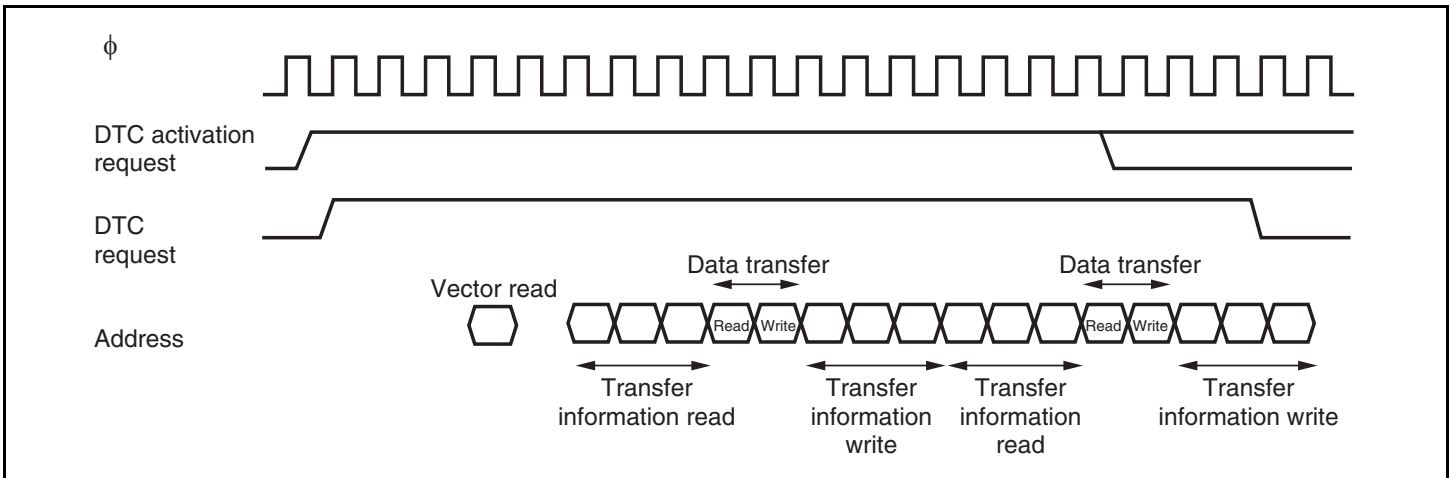 ϕ
DTC activation
request
DTC
request
Data transfer
Data transfer
Vector read
Read
Write
Read
Write
Address
Transfer
information read
Transfer
information
write
Transfer
information
read
Transfer
information write